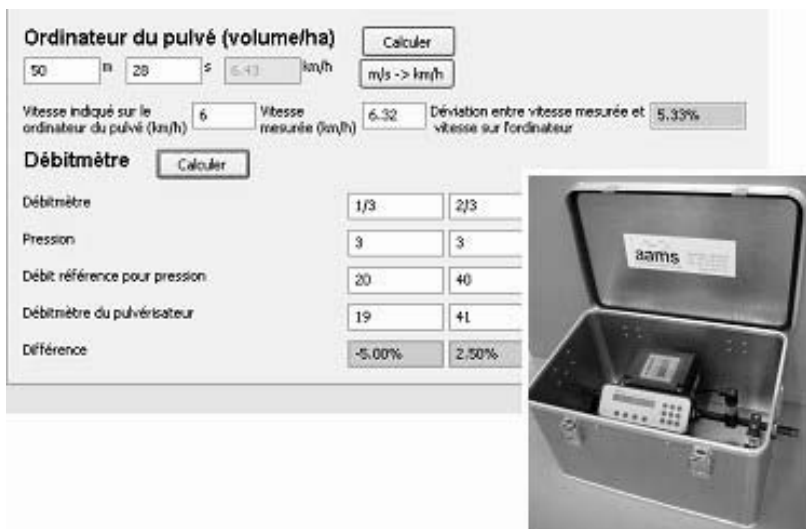 Ordinateur du pulvé (volume/ha) Calculer
50 m 28 s 6.43 km/h m/s -> km/h
Vitesse indiqué sur le ordinateur du pulvé (km/h) 6 Vitesse mesurée (km/h) 6.32 Déviation entre vitesse mesurée et vitesse sur l'ordinateur 5.33%
Débitmètre Calculer
Débitmètre 1/3 2/3
Pression 3 3
Débit référence pour pression 20 40
Débitmètre du pulvérisateur 19 41
Différence -5.00% 2.50%
aams